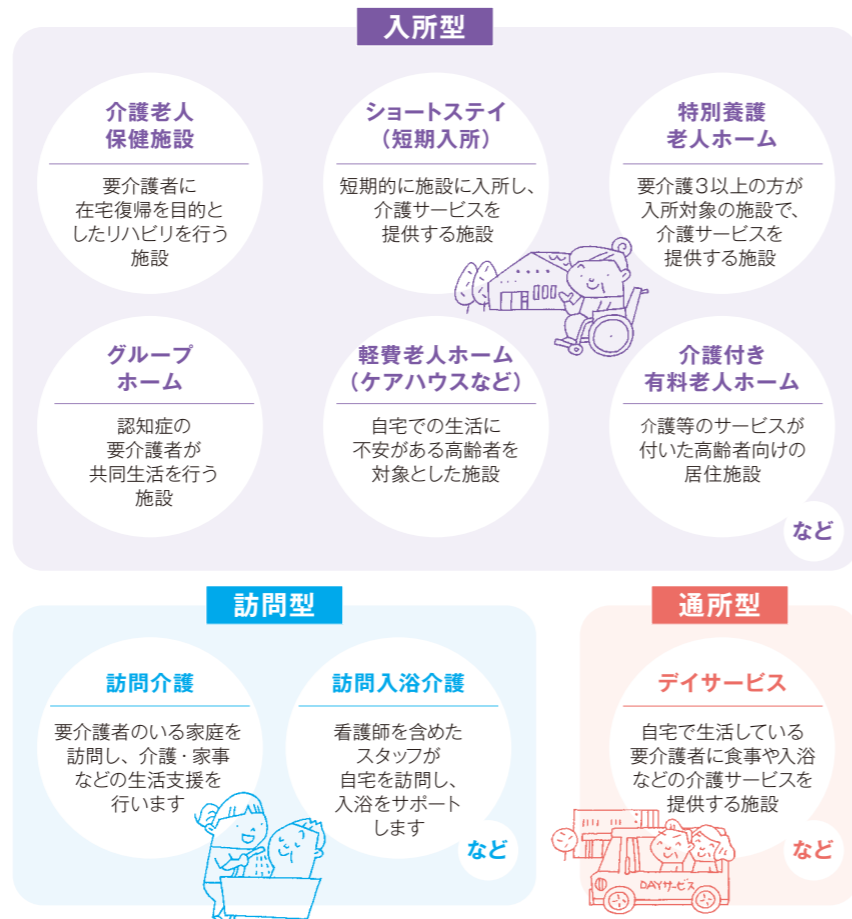 入所型
介護老人
保健施設
要介護者に
在宅復帰を目的と
したリハビリを行う
施設
ショートステイ
(短期入所)
短期的に施設に入所し、
介護サービスを
提供する施設
特別養護
老人ホーム
要介護3以上の方が
入所対象の施設で、
介護サービスを
提供する施設
グループ
ホーム
認知症の
要介護者が
共同生活を行う
施設
軽費老人ホーム
(ケアハウスなど)
自宅での生活に
不安がある高齢者を
対象とした施設
介護付き
有料老人ホーム
介護等のサービスが
付いた高齢者向けの
居住施設
など
訪問型
訪問介護
要介護者のいる家庭を
訪問し、介護・家事
などの生活支援を
行います
訪問入浴介護
看護師を含めた
スタッフが
自宅を訪問し、
入浴をサポート
します
など
通所型
デイサービス
自宅で生活している
要介護者に食事や入浴
などの介護サービスを
提供する施設
DAYサービス
など